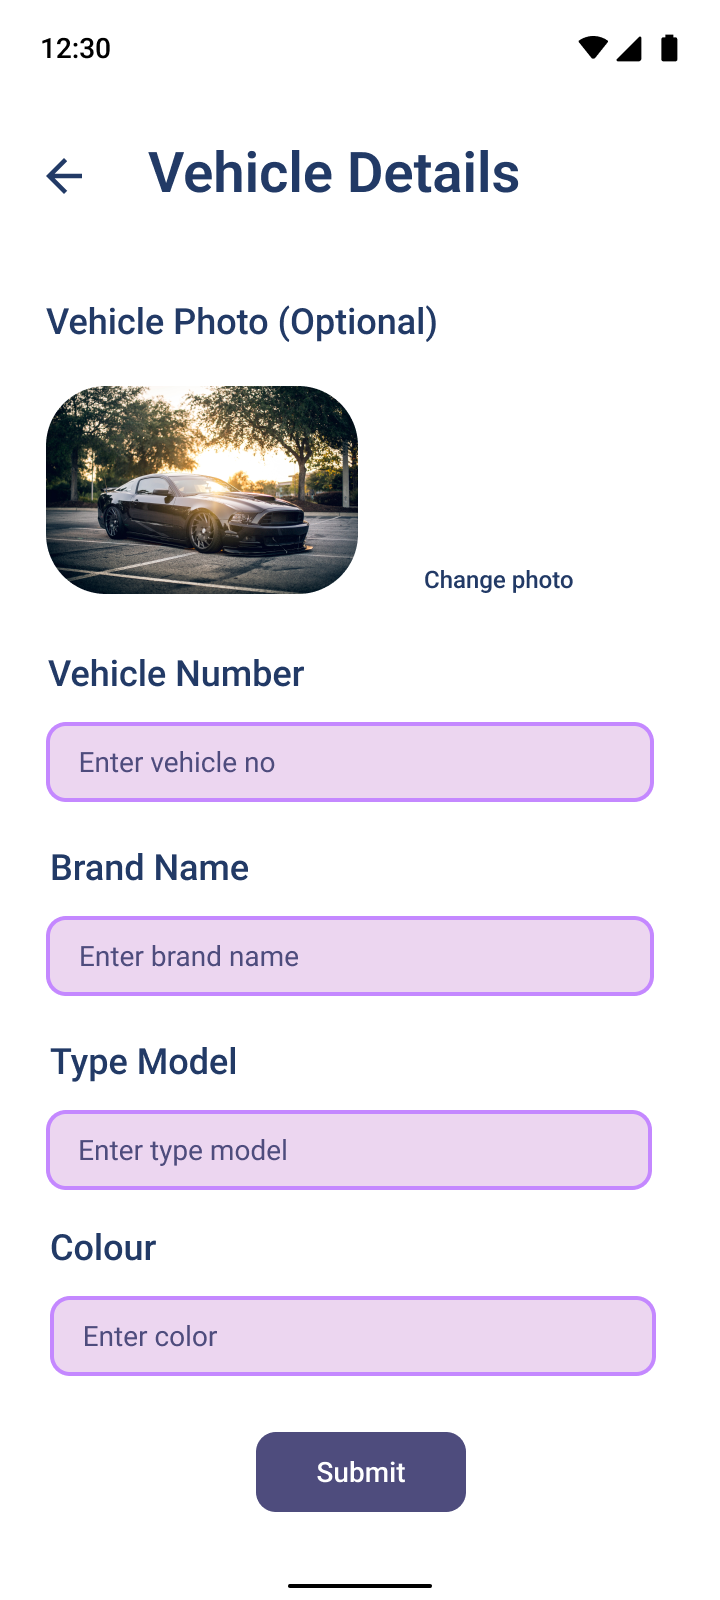 12:30
Vehicle Details
Vehicle Photo (Optional)
Change photo
Vehicle Number
Enter vehicle no
Brand Name
Enter brand name
Type Model
Enter type model
Colour
Enter color
Submit